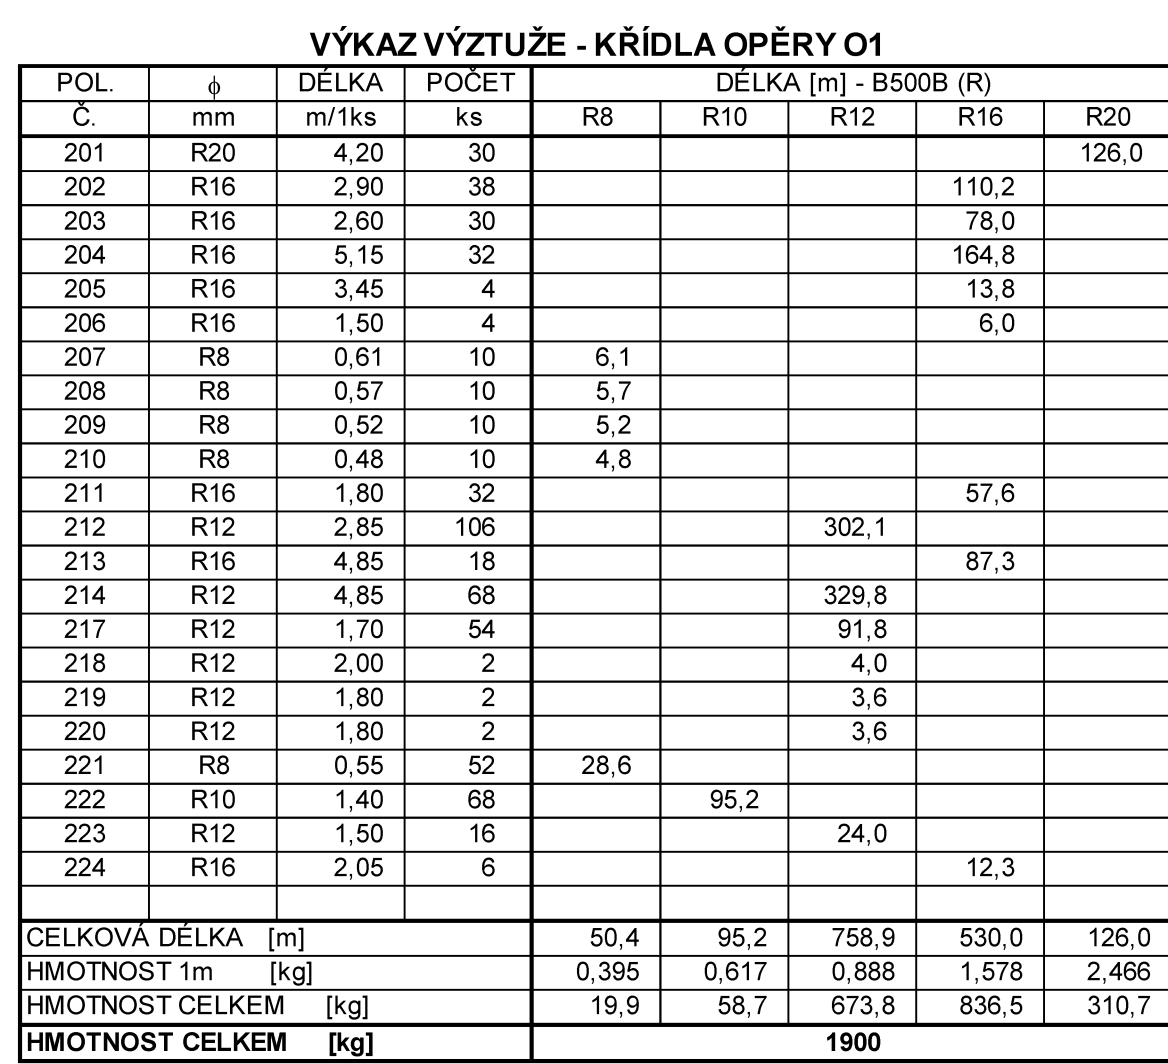 VÝKAZ VÝZTUŽE - KŘÍDLA OPĚRY O1
POL. ϕ DÉLKA POČET DÉLKA [m] - B500B (R)
Č. mm m/1ks ks R8 R10 R12 R16 R20
201 R20 4,20 30 126,0
202 R16 2,90 38 110,2
203 R16 2,60 30 78,0
204 R16 5,15 32 164,8
205 R16 3,45 4 13,8
206 R16 1,50 4 6,0
207 R8 0,61 10 6,1
208 R8 0,57 10 5,7
209 R8 0,52 10 5,2
210 R8 0,48 10 4,8
211 R16 1,80 32 57,6
212 R12 2,85 106 302,1
213 R16 4,85 18 87,3
214 R12 4,85 68 329,8
217 R12 1,70 54 91,8
218 R12 2,00 2 4,0
219 R12 1,80 2 3,6
220 R12 1,80 2 3,6
221 R8 0,55 52 28,6
222 R10 1,40 68 95,2
223 R12 1,50 16 24,0
224 R16 2,05 6 12,3
CELKOVÁ DÉLKA [m] 50,4 95,2 758,9 530,0 126,0
HMOTNOST 1m [kg] 0,395 0,617 0,888 1,578 2,466
HMOTNOST CELKEM [kg] 19,9 58,7 673,8 836,5 310,7
HMOTNOST CELKEM [kg] 1900